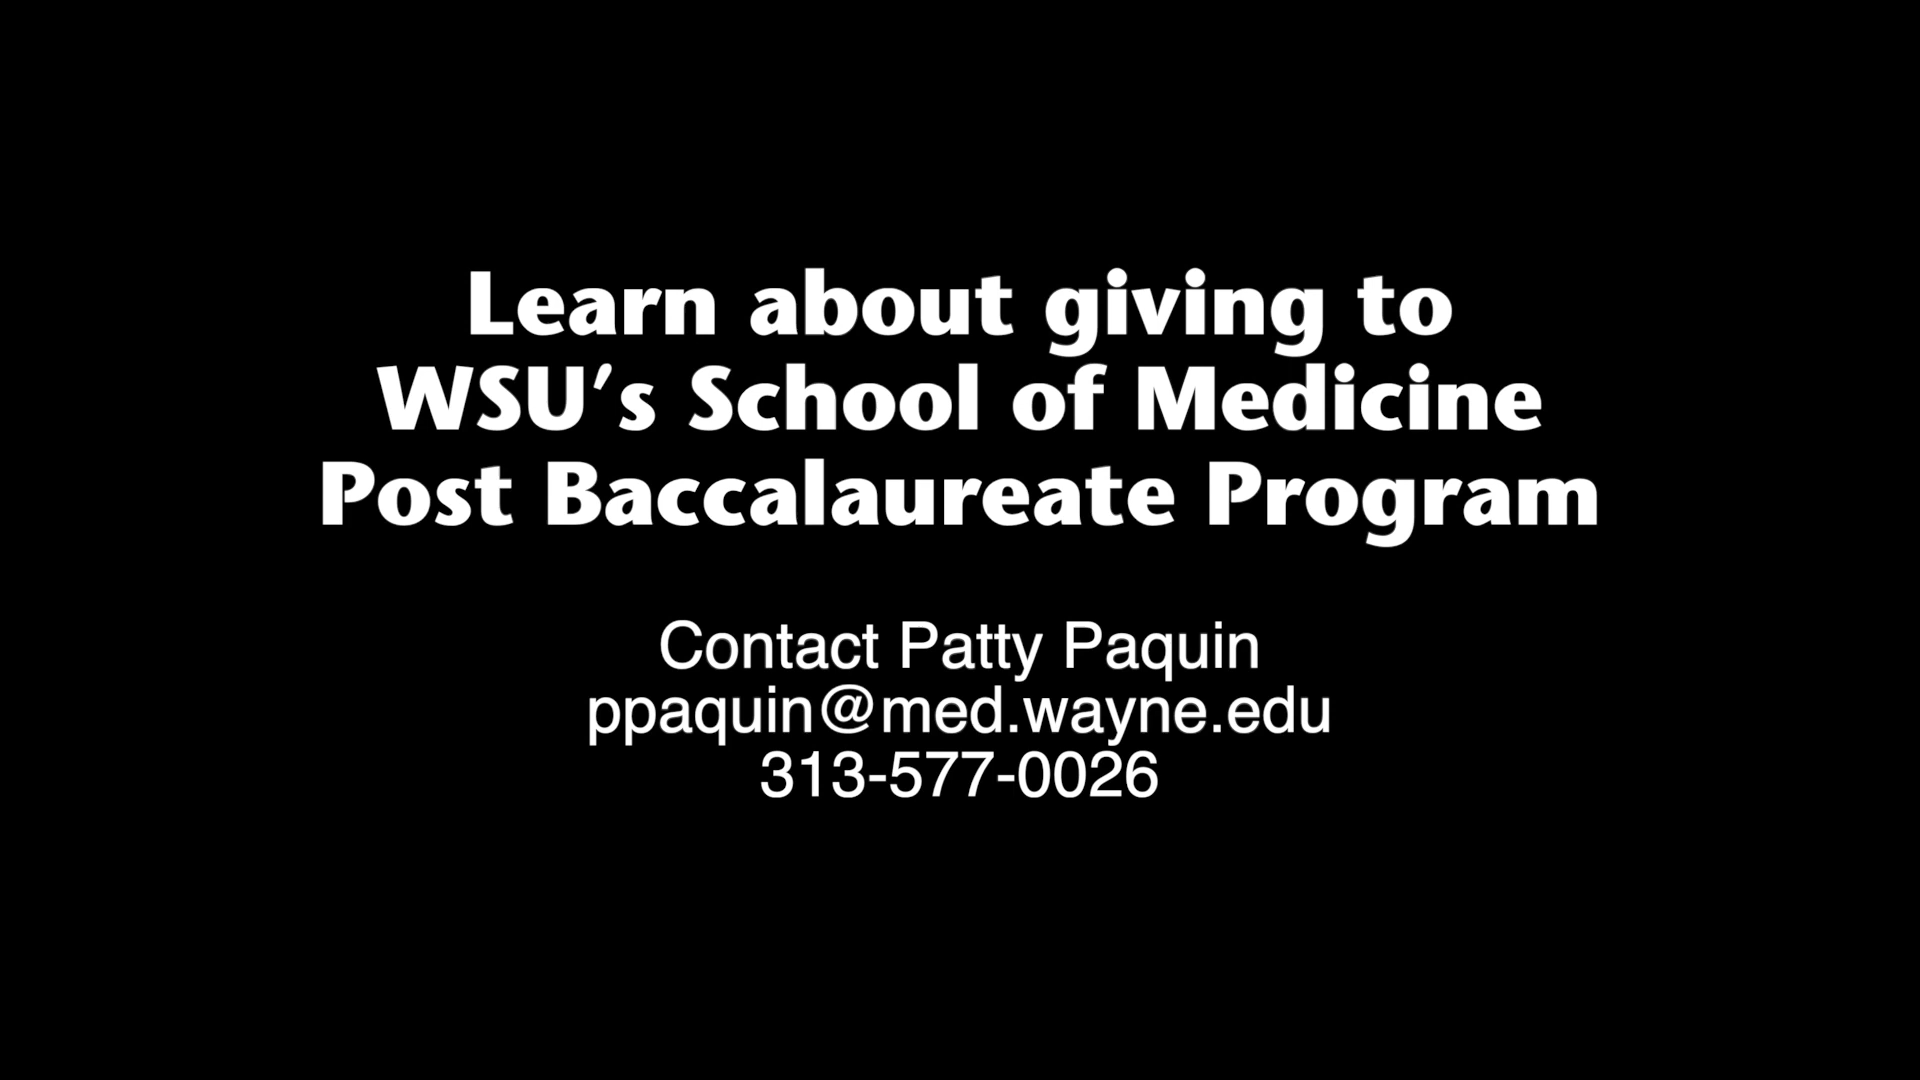 Learn about giving to
WSU’s School of Medicine
Post Baccalaureate Program
Contact Patty Paquin
ppaquin@med.wayne.edu
313-577-0026